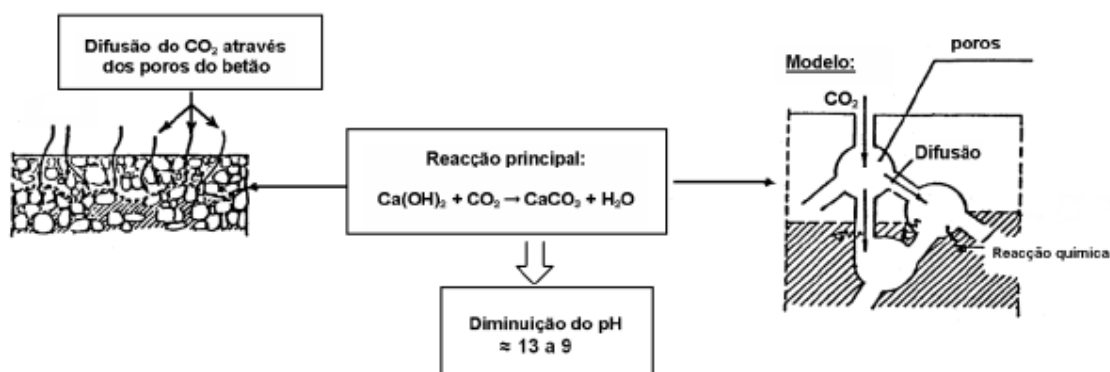 Difusão do CO₂ através
dos poros do betão
Reacção principal:
Ca(OH)₂ + CO₂ → CaCO₃ + H₂O
Diminuição do pH
≈ 13 a 9
Modelo:
poros
CO₂
Difusão
Reacção química